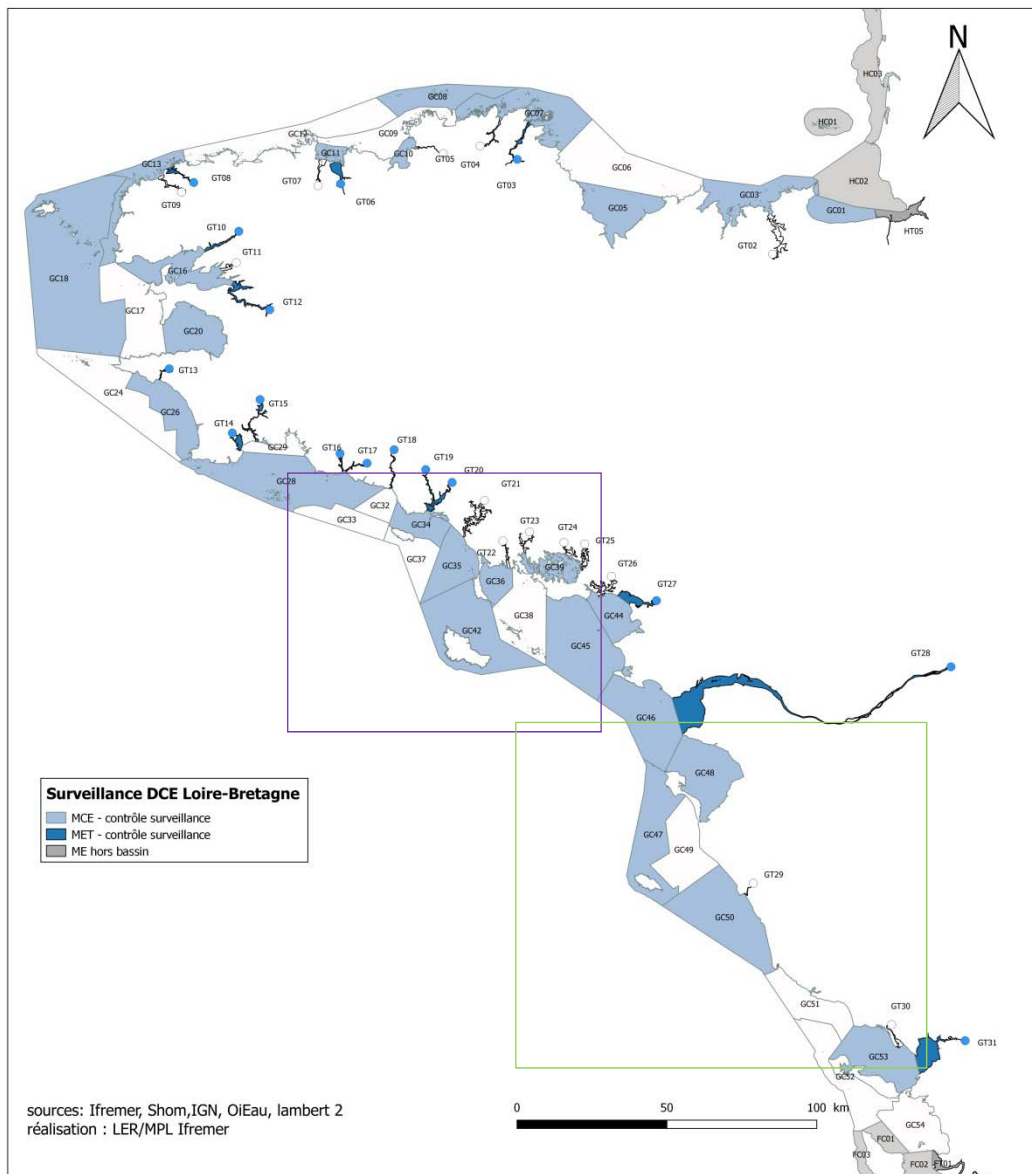 N
HC03
HC01
GC08
GC07
GC12
GC09
GC11
GC10
GT05
GT04
GC06
GC13
GT08
GT07
GT03
HC02
GT09
GT06
GC03
GC05
GC01
GT10
HT05
GT02
GT11
GC16
GC18
GT12
GC17
GC20
GT13
GC24
GC26
GT15
GT14
GC29
GT16
GT17
GT18
GT19
GT20
GC28
GT21
GC32
GC33
GC34
GT23
GT24
GT25
GT22
GC37
GC35
GC39
GT26
GC36
GT27
GC44
GC38
GC42
GC45
GT28
GC46
GC48
Surveillance DCE Loire-Bretagne
MCE - contrôle surveillance
MET - contrôle surveillance
ME hors bassin
GC47
GC49
GT29
GC50
GC51
GT30
GT31
GC53
GC52
sources: Ifremer, Shom,IGN, OiEau, lambert 2
réalisation : LER/MPL Ifremer
0 50 100 km
GC54
FC01
FC03
FC02
FT01